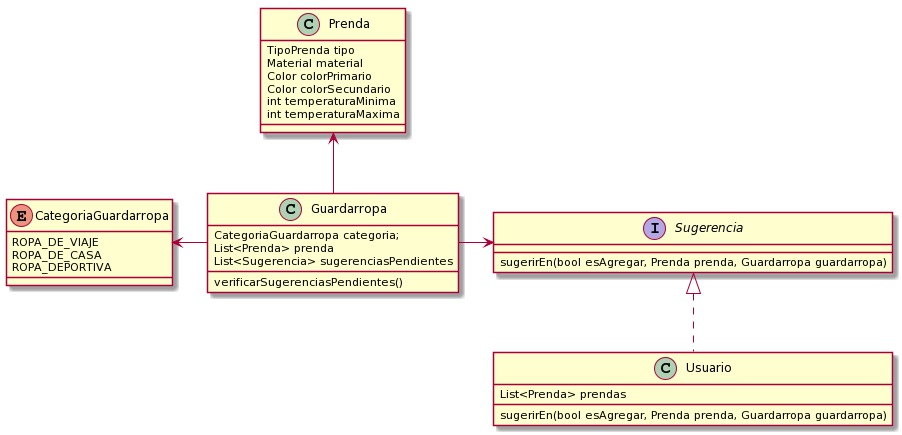 C Prenda
TipoPrenda tipo
Material material
Color colorPrimario
Color colorSecundario
int temperaturaMinima
int temperaturaMaxima
E CategoriaGuardarropa
ROPA_DE_VIAJE
ROPA_DE_CASA
ROPA_DEPORTIVA
C Guardarropa
CategoriaGuardarropa categoria;
List<Prenda> prenda
List<Sugerencia> sugerenciasPendientes
verificarSugerenciasPendientes()
I Sugerencia
sugerirEn(bool esAgregar, Prenda prenda, Guardarropa guardarropa)
C Usuario
List<Prenda> prendas
sugerirEn(bool esAgregar, Prenda prenda, Guardarropa guardarropa)